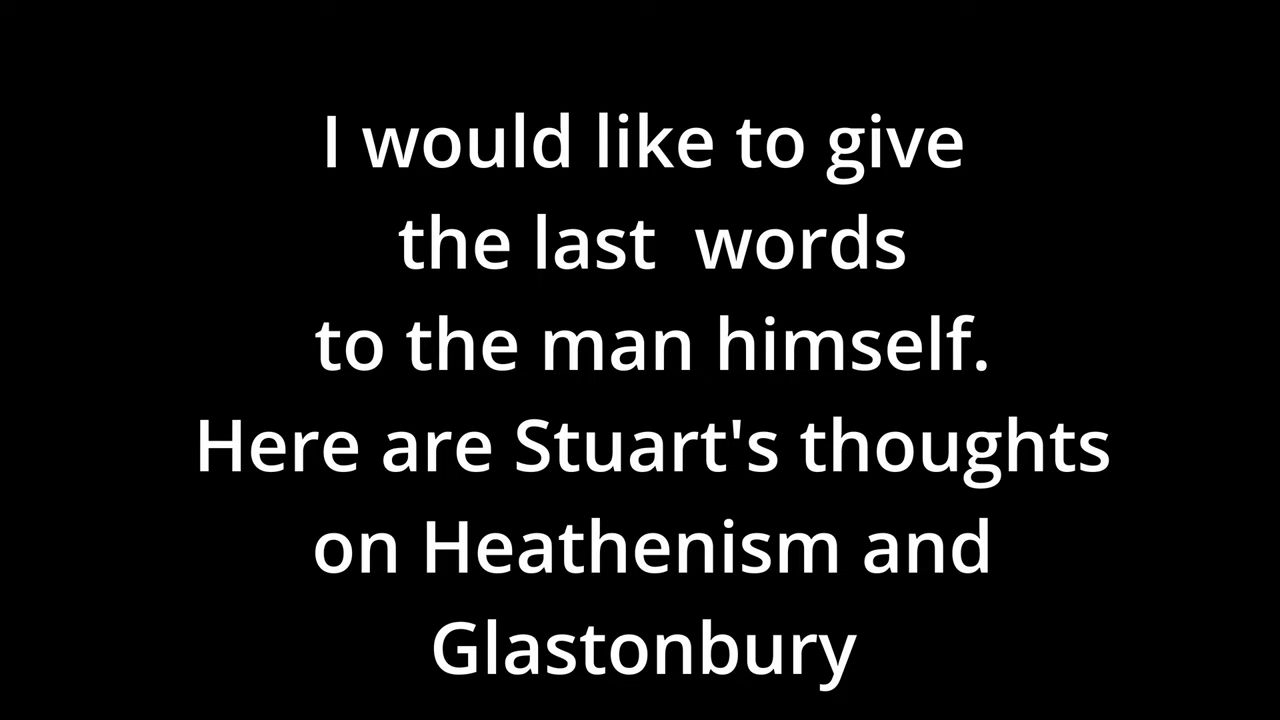 I would like to give
the last  words
to the man himself.
Here are Stuart's thoughts
on Heathenism and
Glastonbury